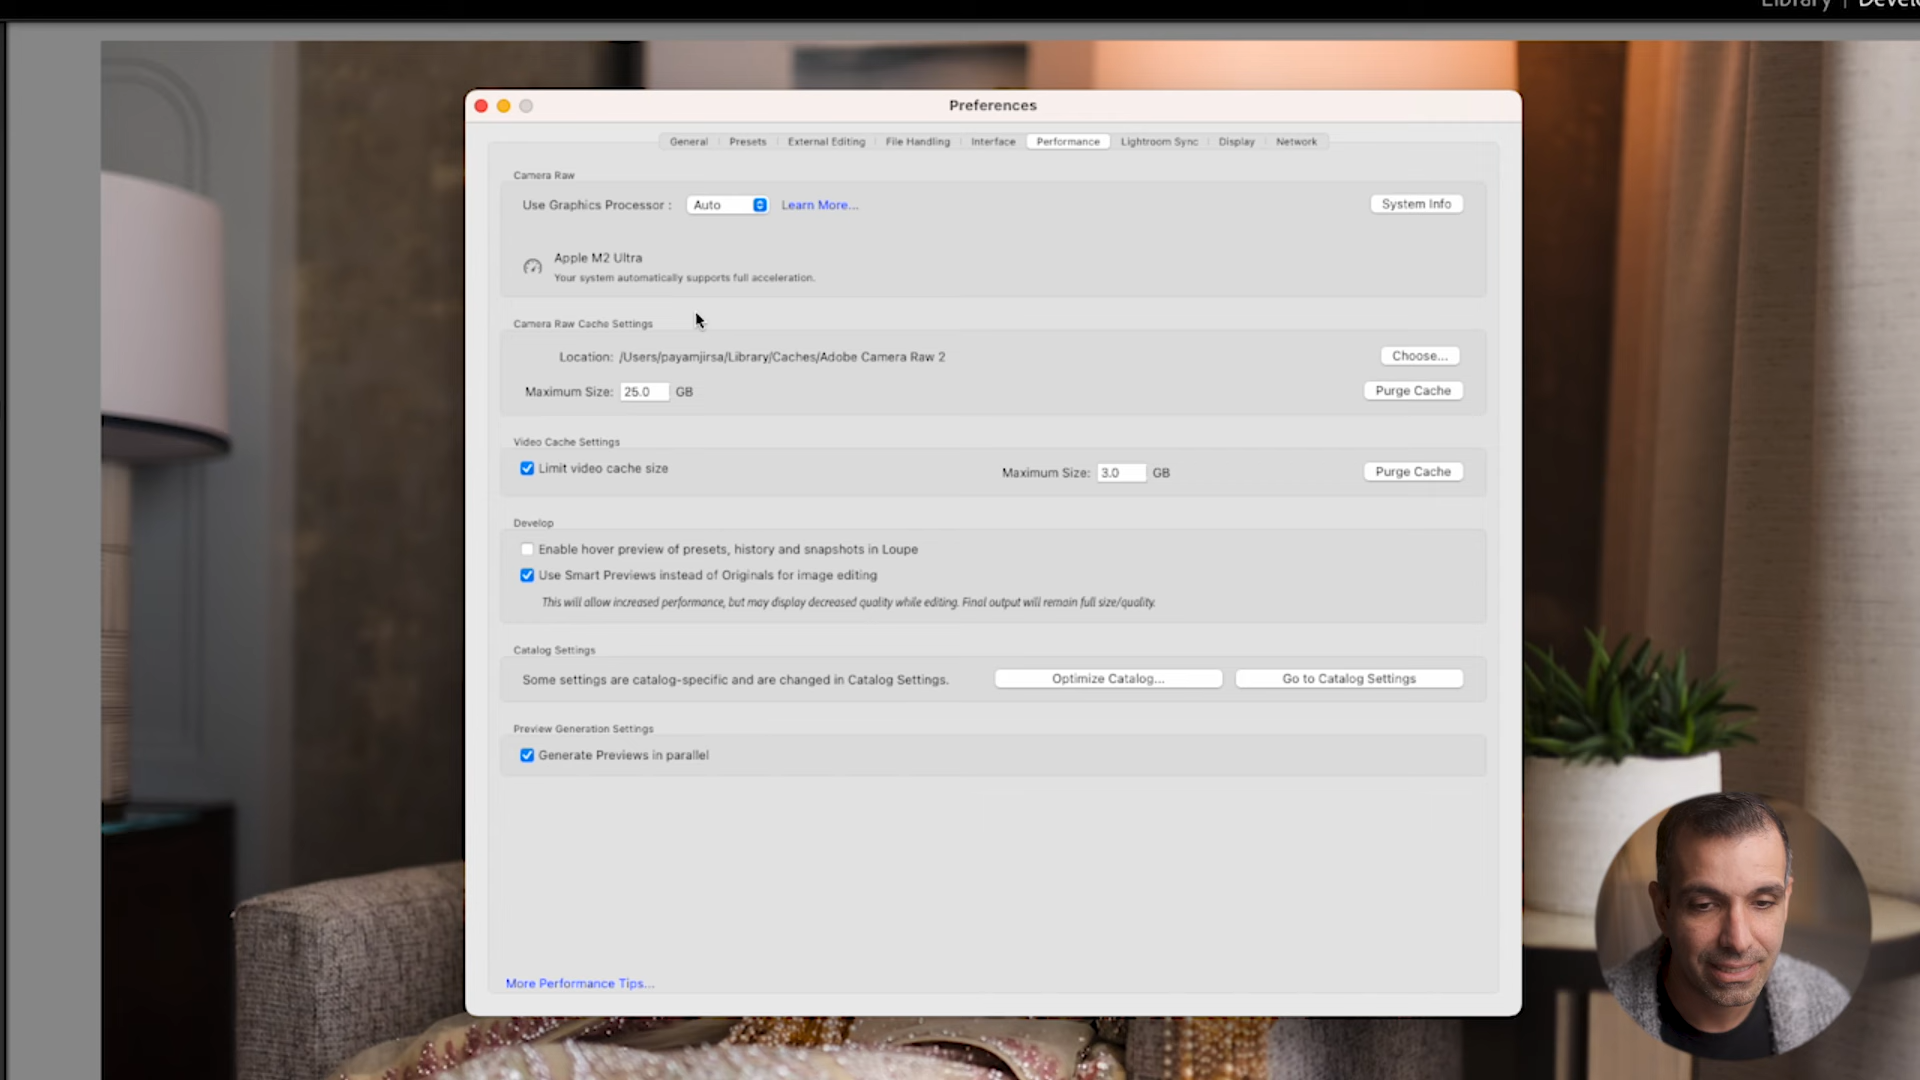 Library | Develo
Preferences
General Presets External Editing File Handling Interface Performance Lightroom Sync Display Network
Camera Raw
Use Graphics Processor : Auto Learn More... System Info
Apple M2 Ultra
Your system automatically supports full acceleration.
Camera Raw Cache Settings
Location: /Users/payamjirsa/Library/Caches/Adobe Camera Raw 2 Choose...
Maximum Size: 25.0 GB Purge Cache
Video Cache Settings
Limit video cache size Maximum Size: 3.0 GB Purge Cache
Develop
Enable hover preview of presets, history and snapshots in Loupe
Use Smart Previews instead of Originals for image editing
This will allow increased performance, but may display decreased quality while editing. Final output will remain full size/quality.
Catalog Settings
Some settings are catalog-specific and are changed in Catalog Settings. Optimize Catalog... Go to Catalog Settings
Preview Generation Settings
Generate Previews in parallel
More Performance Tips...